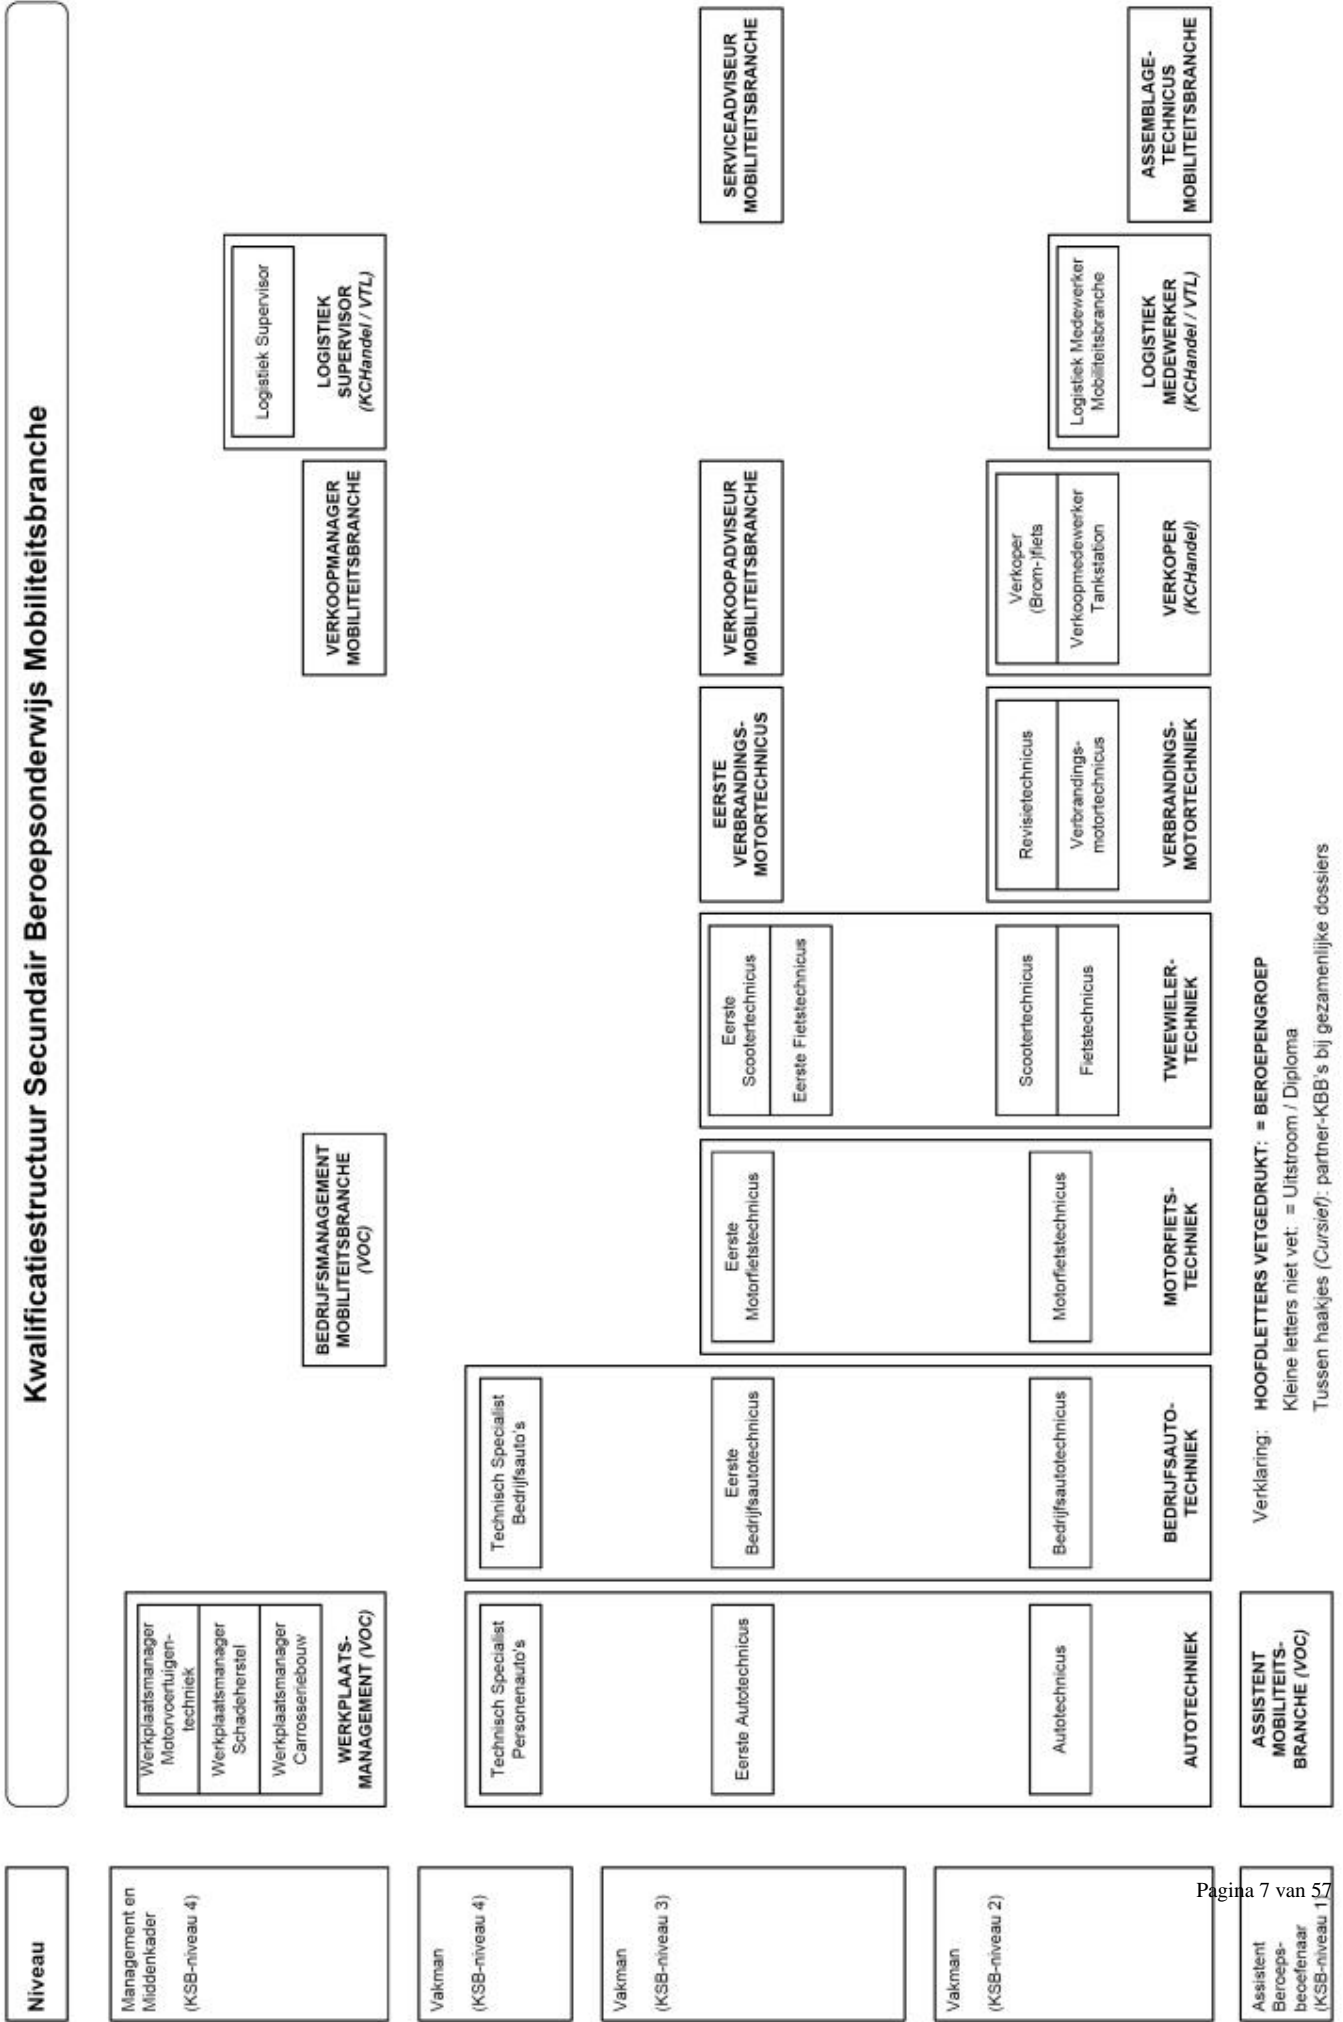 Kwalificatiestructuur Secundair Beroepsonderwijs Mobiliteitsbranche
Niveau
Management en
Middenkader
(KSB-niveau 4)
Werkplaatsmanager
Motorvoertuigen-
techniek
Werkplaatsmanager
Schadeherstel
Werkplaatsmanager
Carrosseriebouw
WERKPLAATS-
MANAGEMENT (VOC)
BEDRIJFSMANAGEMENT
MOBILITEITSBRANCHE
(VOC)
VERKOOPMANAGER
MOBILITEITSBRANCHE
Logistiek Supervisor
LOGISTIEK
SUPERVISOR
(KCHandel / VTL)
Vakman
(KSB-niveau 4)
Technisch Specialist
Personenauto's
Technisch Specialist
Bedrijfsauto's
Vakman
(KSB-niveau 3)
Eerste Autotechnicus
Eerste
Bedrijfsautotechnicus
Eerste
Motorfietstechnicus
Eerste
Scootertechnicus
Eerste Fietstechnicus
EERSTE
VERBRANDINGS-
MOTORTECHNICUS
VERKOOPADVISEUR
MOBILITEITSBRANCHE
SERVICEADVISEUR
MOBILITEITSBRANCHE
Vakman
(KSB-niveau 2)
Autotechnicus
AUTOTECHNIEK
Bedrijfsautotechnicus
BEDRIJFSAUTO-
TECHNIEK
Motorfietstechnicus
MOTORFIETS-
TECHNIEK
Scootertechnicus
Fietstechnicus
TWEEWIELER-
TECHNIEK
Revisietechnicus
Verbrandings-
motortechnicus
VERBRANDINGS-
MOTORTECHNIEK
Verkoper
(Brom-)fiets
Verkoopmedewerker
Tankstation
VERKOPER
(KCHandel)
Logistiek Medewerker
Mobiliteitsbranche
LOGISTIEK
MEDEWERKER
(KCHandel / VTL)
ASSEMBLAGE-
TECHNICUS
MOBILITEITSBRANCHE
Assistent
Beroeps-
beoefenaar
(KSB-niveau 1)
ASSISTENT
MOBILITEITS-
BRANCHE (VOC)
Verklaring: HOOFDLETTERS VETGEDRUKT: = BEROEPENGROEP
Kleine letters niet vet: = Uitstroom / Diploma
Tussen haakjes (Cursief): partner-KBB's bij gezamenlijke dossiers
Pagina 7 van 57